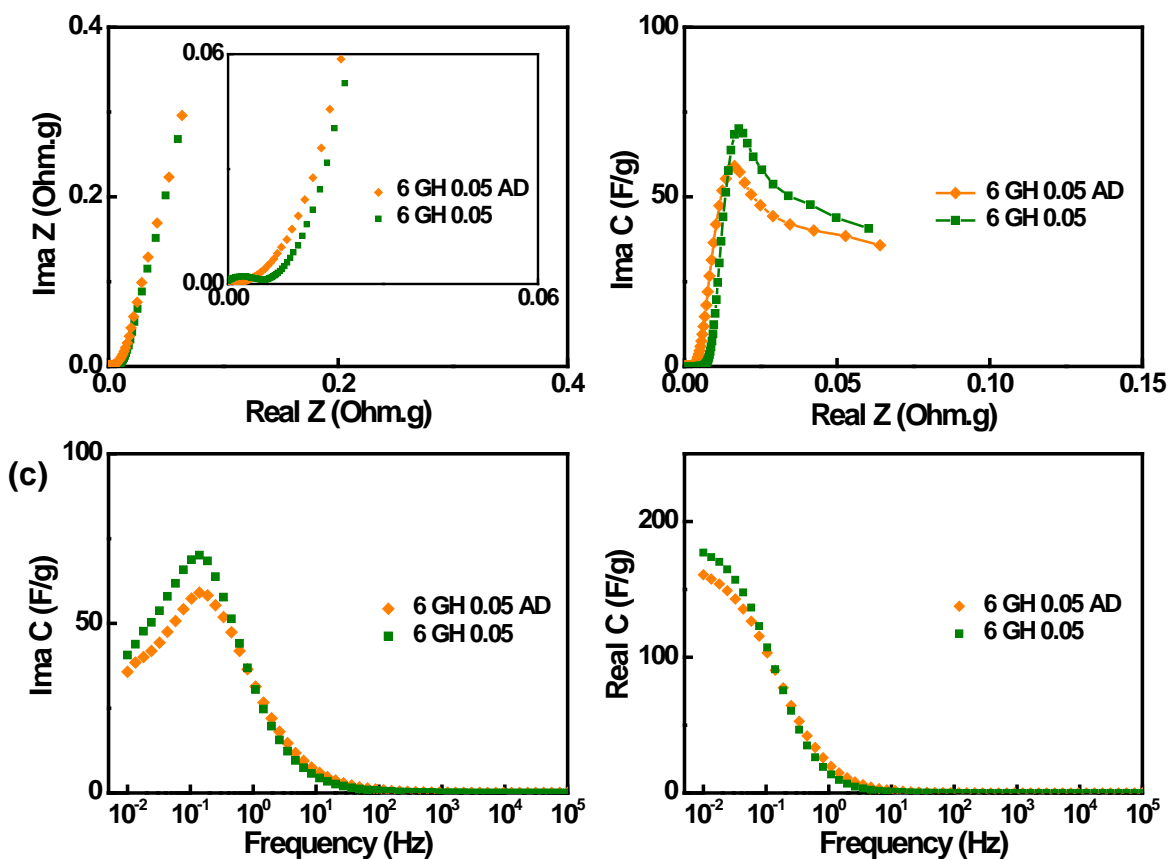 0.4
0.2
0.0
Ima Z (Ohm.g)
0.0
0.2
0.4
Real Z (Ohm.g)
0.06
0.00
0.00
0.06
6 GH 0.05 AD
6 GH 0.05
100
50
0
Ima C (F/g)
0.00
0.05
0.10
0.15
Real Z (Ohm.g)
6 GH 0.05 AD
6 GH 0.05
(c)
100
50
0
Ima C (F/g)
10⁻²
10⁻¹
10⁰
10¹
10²
10³
10⁴
10⁵
Frequency (Hz)
6 GH 0.05 AD
6 GH 0.05
200
100
0
Real C (F/g)
10⁻²
10⁻¹
10⁰
10¹
10²
10³
10⁴
10⁵
Frequency (Hz)
6 GH 0.05 AD
6 GH 0.05